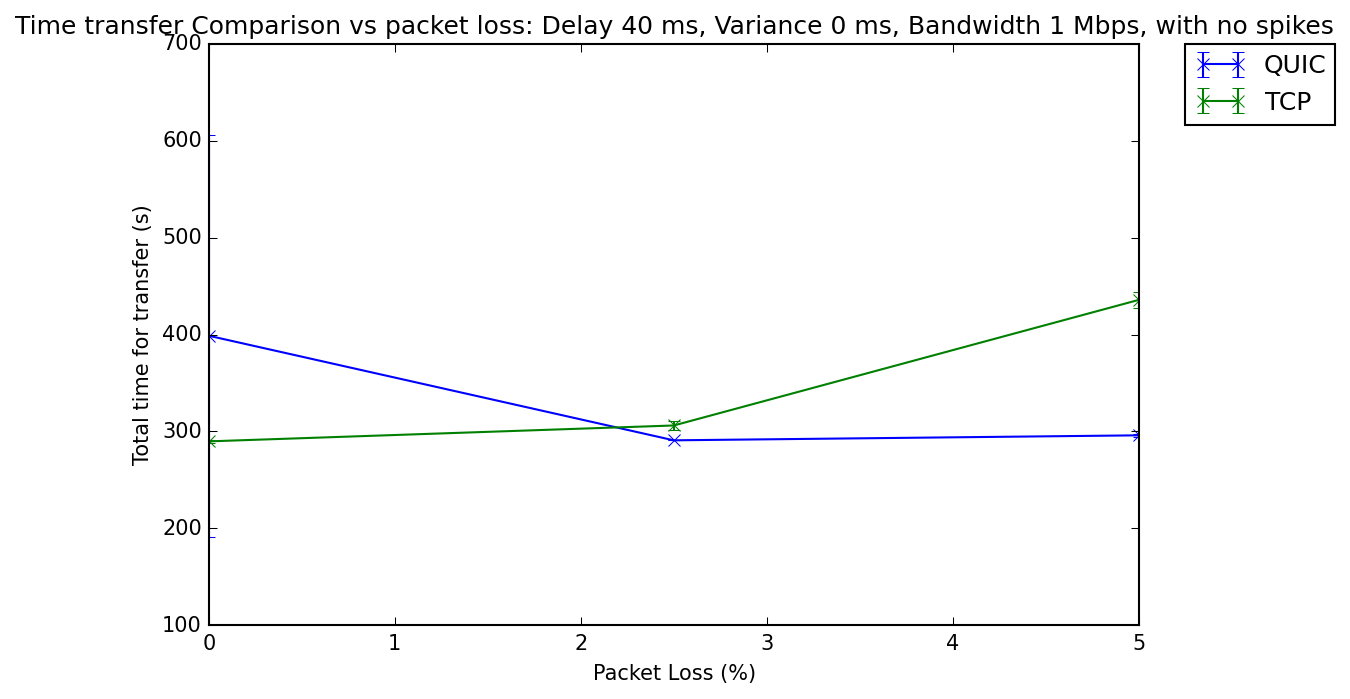 Time transfer Comparison vs packet loss: Delay 40 ms, Variance 0 ms, Bandwidth 1 Mbps, with no spikes
QUIC
TCP
Total time for transfer (s)
700
600
500
400
300
200
100
0 1 2 3 4 5
Packet Loss (%)